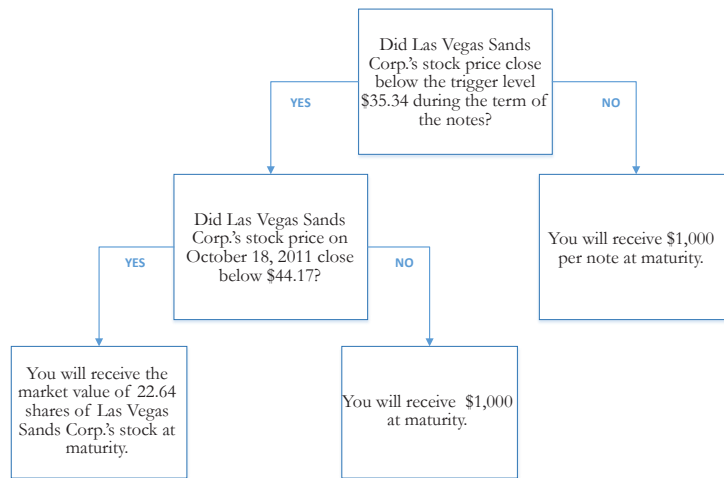 Did Las Vegas Sands
Corp.'s stock price close
below the trigger level
$35.34 during the term of
the notes?
YES
NO
Did Las Vegas Sands
Corp.'s stock price on
October 18, 2011 close
below $44.17?
You will receive $1,000
per note at maturity.
YES
NO
You will receive the
market value of 22.64
shares of Las Vegas
Sands Corp.'s stock at
maturity.
You will receive $1,000
at maturity.